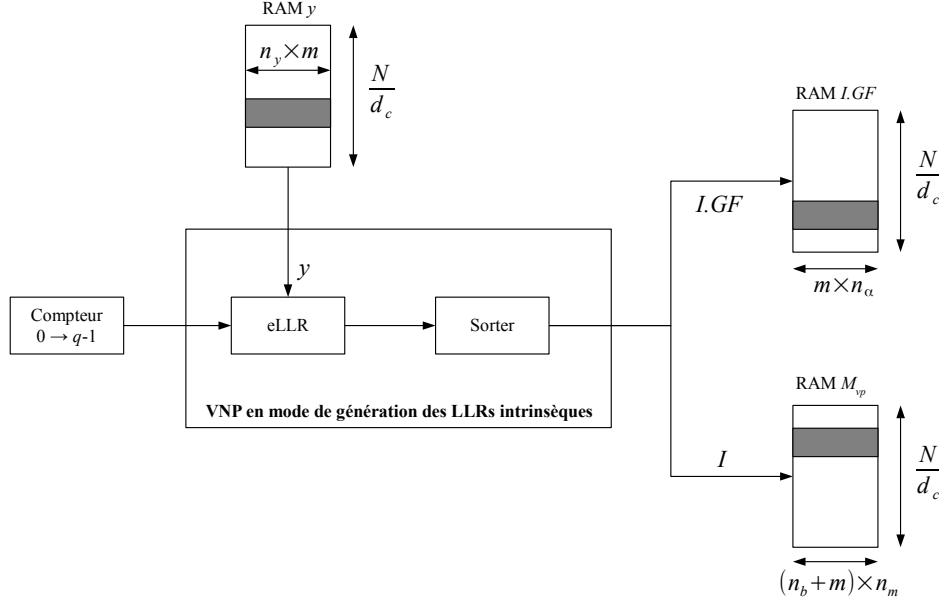 RAM y
n_y × m
N/d_c
RAM I.GF
N/d_c
I.GF
m × n_α
y
Compteur
0 → q-1
eLLR
Sorter
VNP en mode de génération des LLRs intrinsèques
RAM M_vp
I
N/d_c
(n_b + m) × n_m